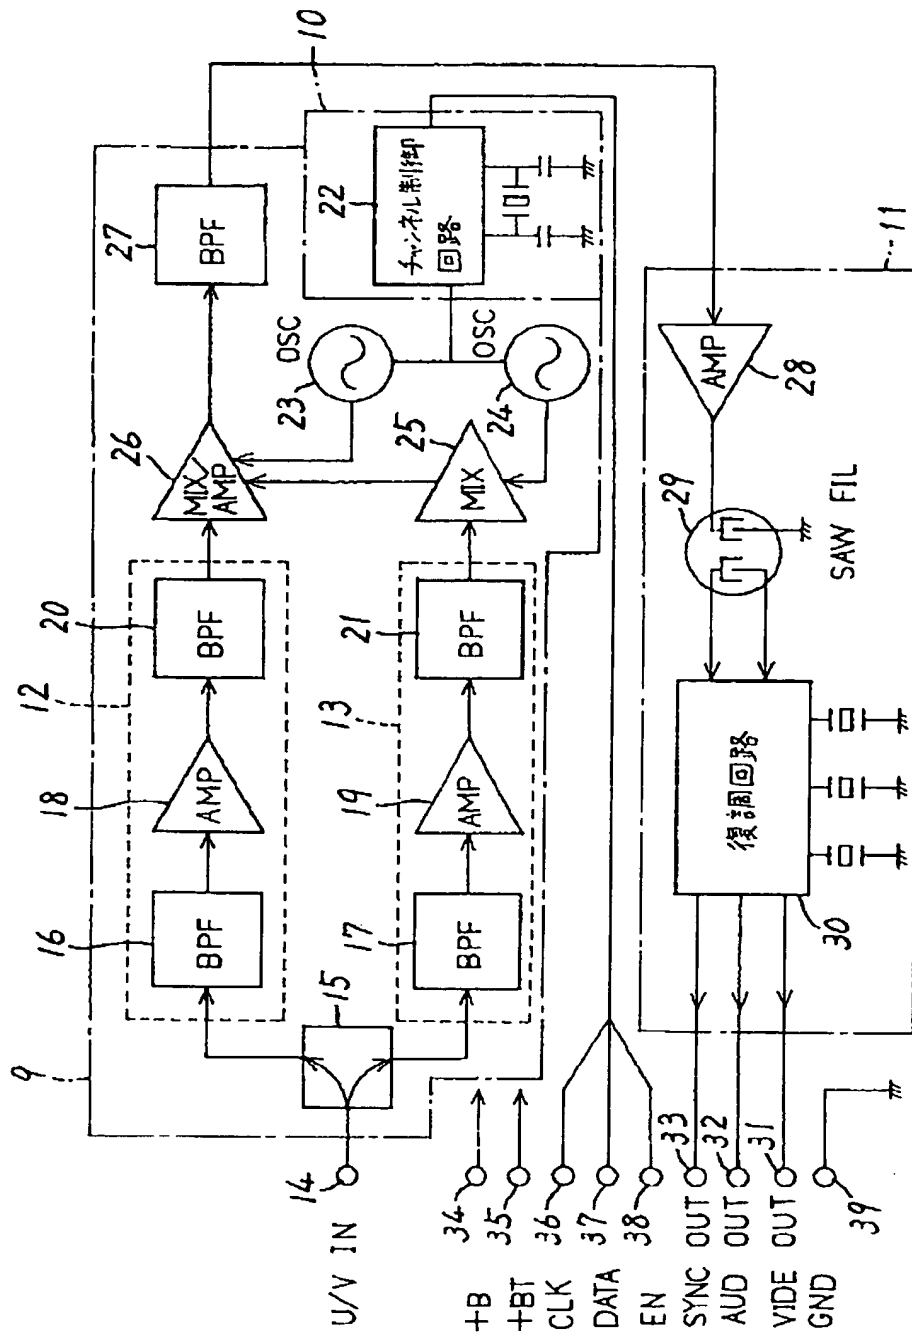 9
12
16
BPF
18
AMP
20
BPF
26
MIX/
AMP
27
BPF
10
U/V IN
14
15
13
17
BPF
19
AMP
21
BPF
25
MIX
23
OSC
24
OSC
22
チャンネル制御
回路
+B
34
+BT
35
CLK
36
DATA
37
EN
38
SYNC OUT
33
AUD OUT
32
VIDE OUT
31
GND
39
30
復調回路
29
SAW FIL
AMP
28
11